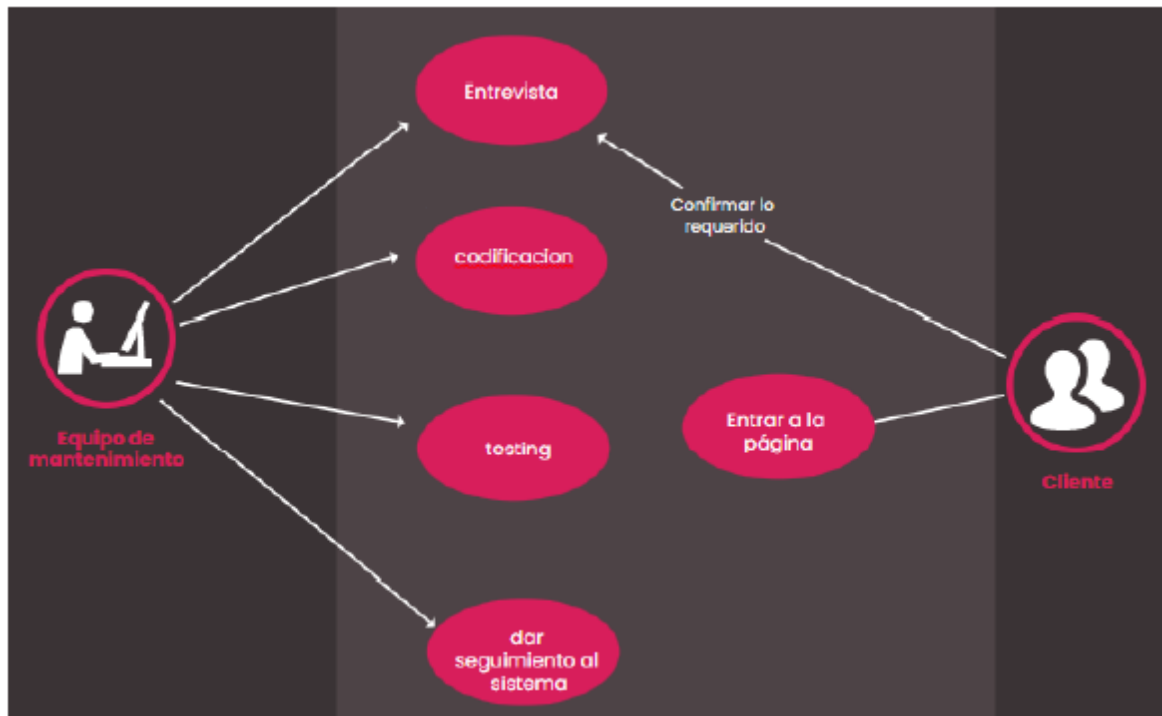 Entrevista
Confirmar lo
requerido
codificacion
Equipo de
mantenimiento
testing
Entrar a la
página
Cliente
dar
seguimiento al
sistema